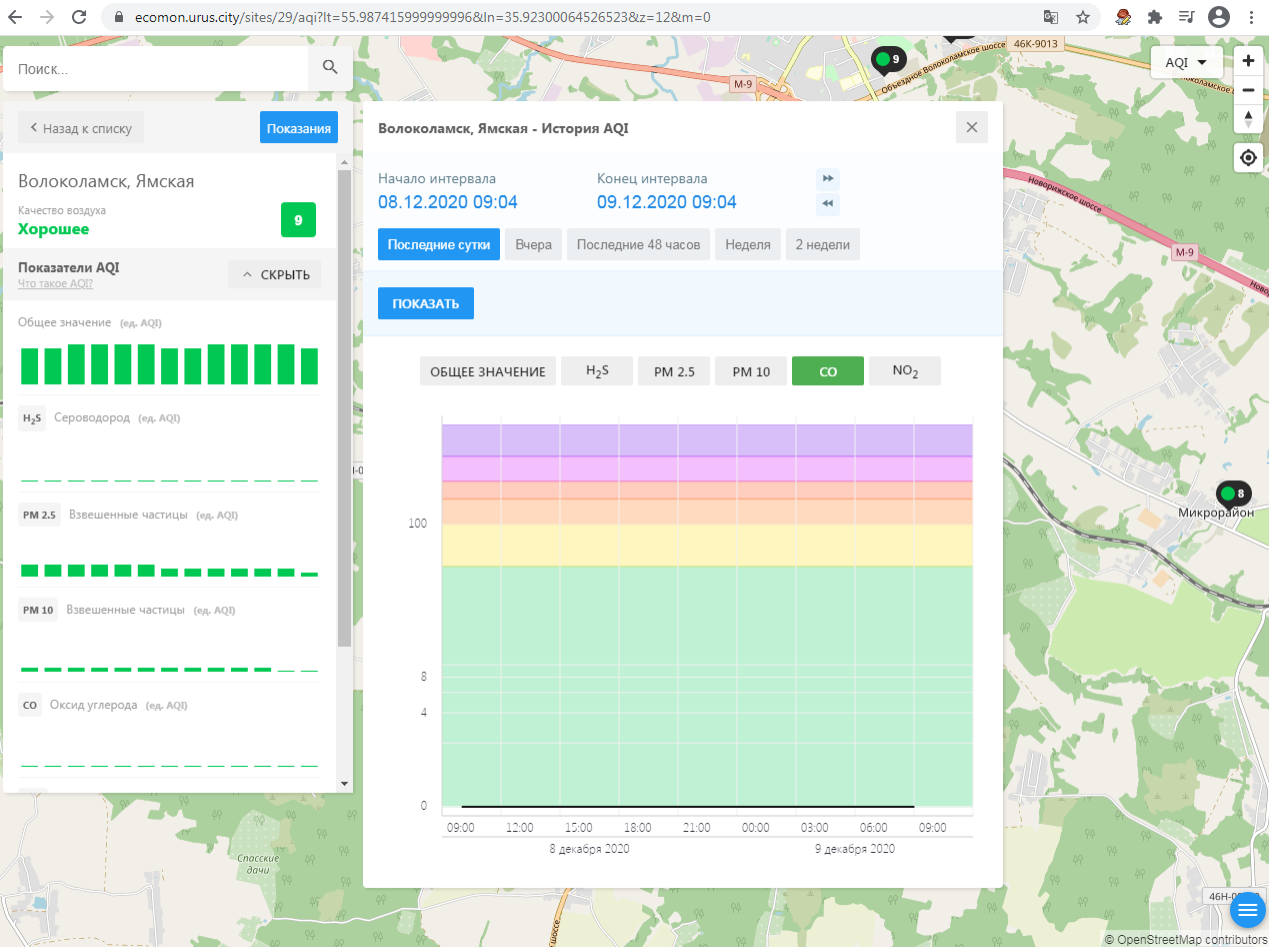 ecomon.urus.city/sites/29/aqi?lt=55.987415999999996&ln=35.92300064526523&z=12&m=0
46К-9013
Поиск...
9
Объездное Волоколамское шоссе
AQI
М-9
Назад к списку
Показания
Волоколамск, Ямская - История AQI
Волоколамск, Ямская
Качество воздуха
Хорошее
9
Начало интервала
Конец интервала
08.12.2020 09:04
09.12.2020 09:04
Новорижское шоссе
М-9
Последние сутки
Вчера
Последние 48 часов
Неделя
2 недели
Показатели AQI
Что такое AQI?
СКРЫТЬ
ПОКАЗАТЬ
Общее значение (ед. AQI)
ОБЩЕЕ ЗНАЧЕНИЕ
H2S
PM 2.5
PM 10
CO
NO2
H2S Сероводород (ед. AQI)
PM 2.5 Взвешенные частицы (ед. AQI)
PM 10 Взвешенные частицы (ед. AQI)
CO Оксид углерода (ед. AQI)
100
8
4
0
8
Микрорайон
09:00
12:00
15:00
18:00
21:00
00:00
03:00
06:00
09:00
8 декабря 2020
9 декабря 2020
Спасские
дачи
© OpenStreetMap contributors